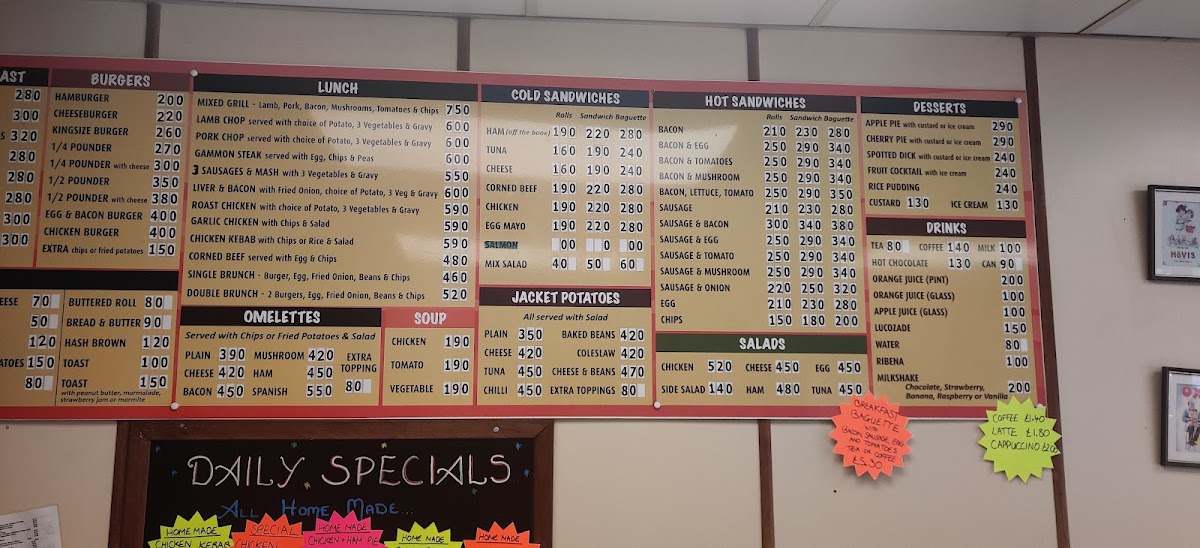 AST
280
300
S 320
280
280
280
300
300
EESE 70
50
120
ATOES 150
80
BURGERS
HAMBURGER 200
CHEESEBURGER 220
KINGSIZE BURGER 260
1/4 POUNDER 270
1/4 POUNDER with cheese 300
1/2 POUNDER 350
1/2 POUNDER with cheese 380
EGG & BACON BURGER 400
CHICKEN BURGER 400
EXTRA chips or fried potatoes 150
BUTTERED ROLL 80
BREAD & BUTTER 90
HASH BROWN 120
TOAST 100
TOAST 150
with peanut butter, marmalade,
strawberry jam or marmite
LUNCH
MIXED GRILL - Lamb, Pork, Bacon, Mushrooms, Tomatoes & Chips 750
LAMB CHOP served with choice of Potato, 3 Vegetables & Gravy 600
PORK CHOP served with choice of Potato, 3 Vegetables & Gravy 600
GAMMON STEAK served with Egg, Chips & Peas 600
3 SAUSAGES & MASH with 3 Vegetables & Gravy 550
LIVER & BACON with Fried Onion, choice of Potato, 3 Veg & Gravy 600
ROAST CHICKEN with choice of Potato, 3 Vegetables & Gravy 590
GARLIC CHICKEN with Chips & Salad 590
CHICKEN KEBAB with Chips or Rice & Salad 590
CORNED BEEF served with Egg & Chips 480
SINGLE BRUNCH - Burger, Egg, Fried Onion, Beans & Chips 460
DOUBLE BRUNCH - 2 Burgers, Egg, Fried Onion, Beans & Chips 520
OMELETTES
Served with Chips or Fried Potatoes & Salad
PLAIN 390 MUSHROOM 420 EXTRA
CHEESE 420 HAM 450 TOPPING
BACON 450 SPANISH 550 80
SOUP
CHICKEN 190
TOMATO 190
VEGETABLE 190
COLD SANDWICHES
Rolls Sandwich Baguette
HAM (off the bone) 190 220 280
TUNA 160 190 240
CHEESE 160 190 240
CORNED BEEF 190 220 280
CHICKEN 190 220 280
EGG MAYO 190 220 280
SALMON 00 0 00
MIX SALAD 40 50 60
JACKET POTATOES
All served with Salad
PLAIN 350 BAKED BEANS 420
CHEESE 420 COLESLAW 420
TUNA 450 CHEESE & BEANS 470
CHILLI 450 EXTRA TOPPINGS 80
HOT SANDWICHES
Rolls Sandwich Baguette
BACON 210 230 280
BACON & EGG 250 290 340
BACON & TOMATOES 250 290 340
BACON & MUSHROOM 250 290 340
BACON, LETTUCE, TOMATO 250 290 350
SAUSAGE 210 230 280
SAUSAGE & BACON 300 340 380
SAUSAGE & EGG 250 290 340
SAUSAGE & TOMATO 250 290 340
SAUSAGE & MUSHROOM 250 290 340
SAUSAGE & ONION 220 250 320
EGG 210 230 280
CHIPS 150 180 200
SALADS
CHICKEN 520 CHEESE 450 EGG 450
SIDE SALAD 140 HAM 480 TUNA 450
DESSERTS
APPLE PIE with custard or ice cream 290
CHERRY PIE with custard or ice cream 290
SPOTTED DICK with custard or ice cream 240
FRUIT COCKTAIL with ice cream 240
RICE PUDDING 240
CUSTARD 130 ICE CREAM 130
DRINKS
TEA 80 COFFEE 140 MILK 100
HOT CHOCOLATE 130 CAN 90
ORANGE JUICE (PINT) 200
ORANGE JUICE (GLASS) 100
APPLE JUICE (GLASS) 100
LUCOZADE 150
WATER 80
RIBENA 100
MILKSHAKE
Chocolate, Strawberry,
Banana, Raspberry or Vanilla 200
BREAKFAST
BAGUETTE
WITH
BACON, SAUSAGE, EGG
AND TOMATOES
TEA OR COFFEE
£5.30
COFFEE £1.40
LATTE £1.80
CAPPUCCINO £2.00
HōVIS
DAILY SPECIALS
ALL HOME MADE...
HOME MADE
CHICKEN KEBAB
SPECIAL
CHICKEN
HOME MADE
CHICKEN + HAM PIE
HOME MADE
HOME MADE